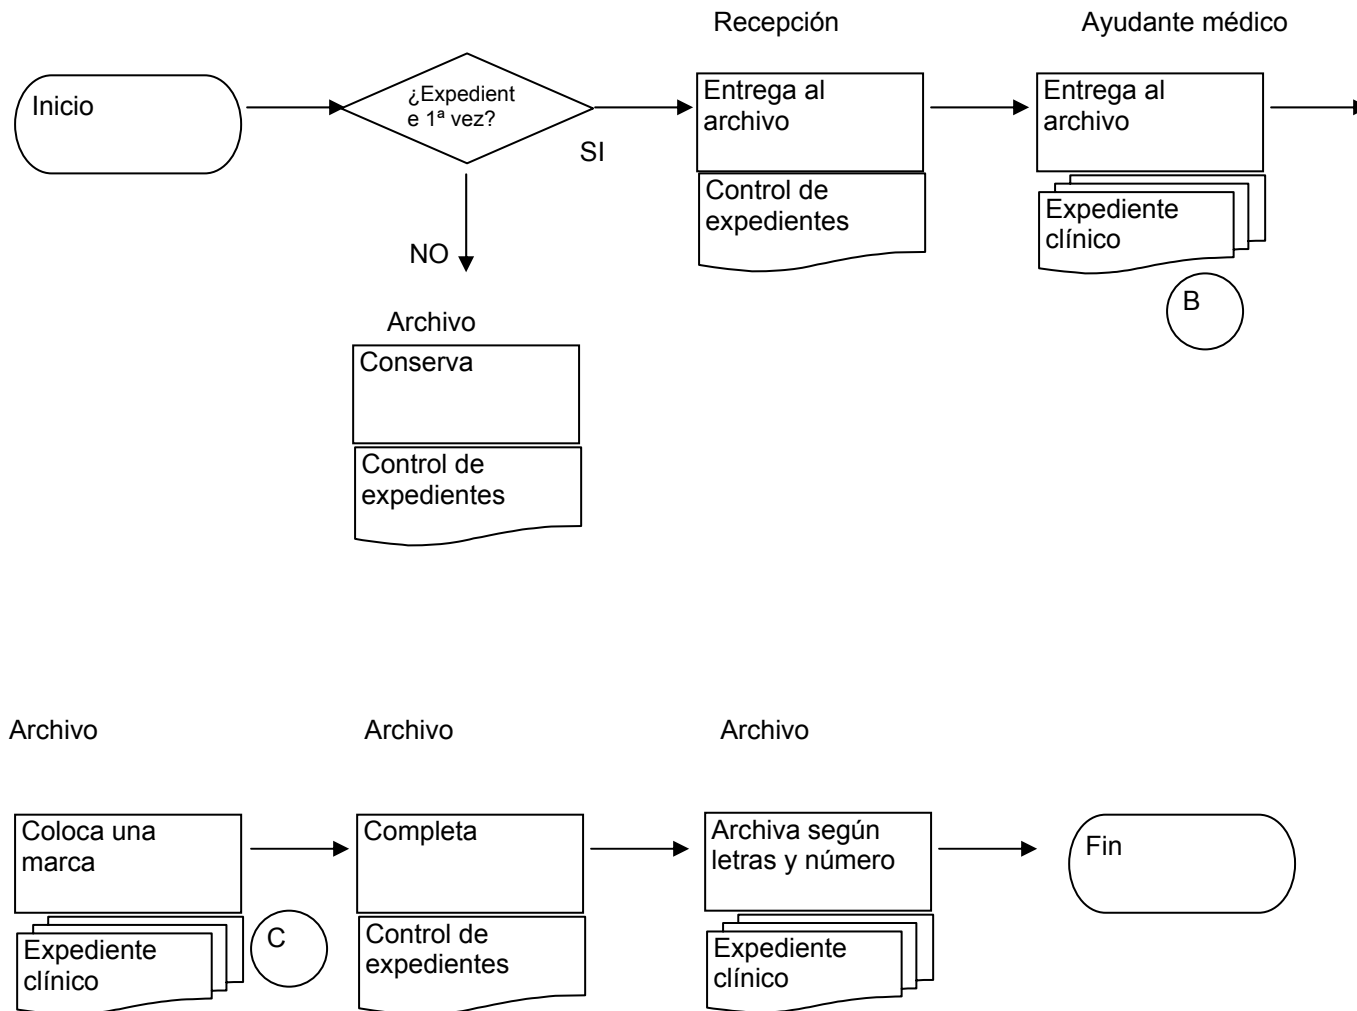 Recepción
Ayudante médico
Inicio
¿Expedient
e 1ª vez?
SI
NO
Entrega al
archivo
Control de
expedientes
Entrega al
archivo
Expediente
clínico
B
Archivo
Conserva
Control de
expedientes
Archivo
Archivo
Archivo
Coloca una
marca
Expediente
clínico
C
Completa
Control de
expedientes
Archiva según
letras y número
Expediente
clínico
Fin